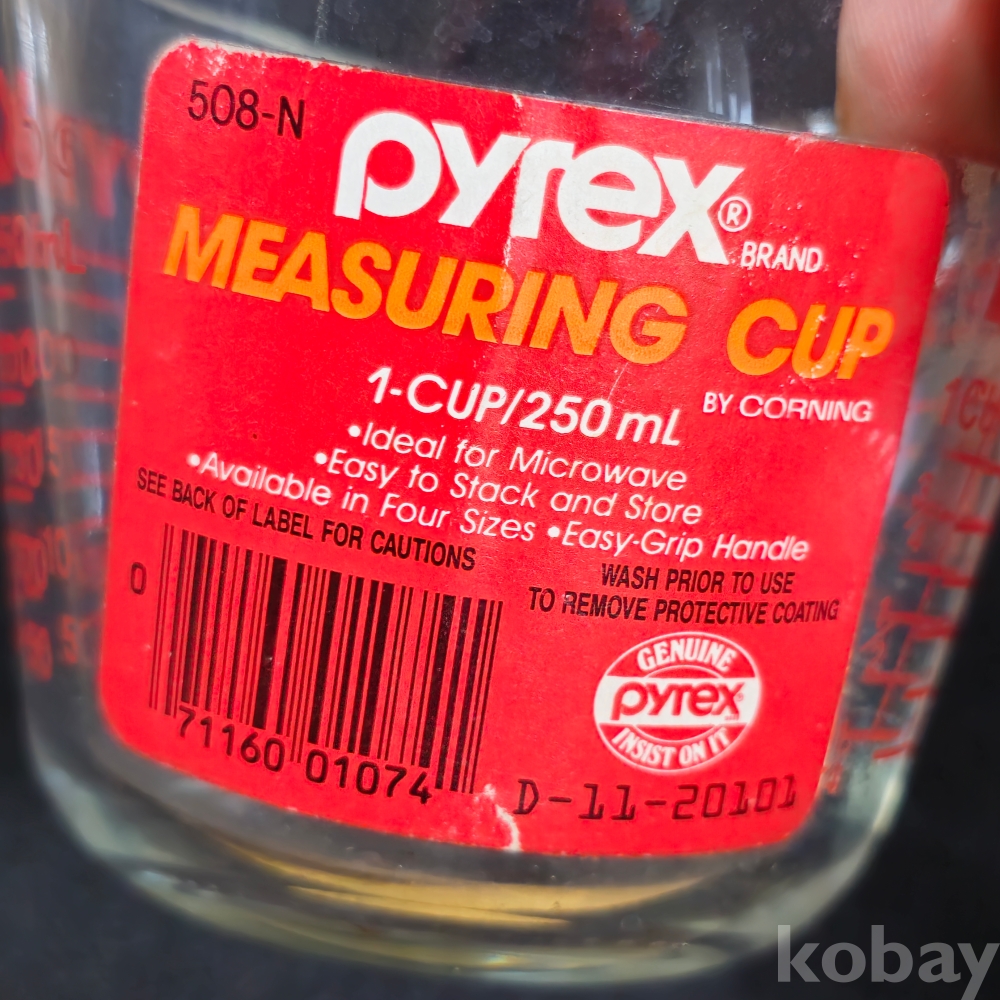 508-N
pyrex®
BRAND
MEASURING CUP
BY CORNING
1-CUP/250 mL
•Ideal for Microwave
•Easy to Stack and Store
•Available in Four Sizes •Easy-Grip Handle
SEE BACK OF LABEL FOR CAUTIONS
WASH PRIOR TO USE
TO REMOVE PROTECTIVE COATING
0 71160 01074
GENUINE
pyrex
INSIST ON IT
D-11-20101
kobay